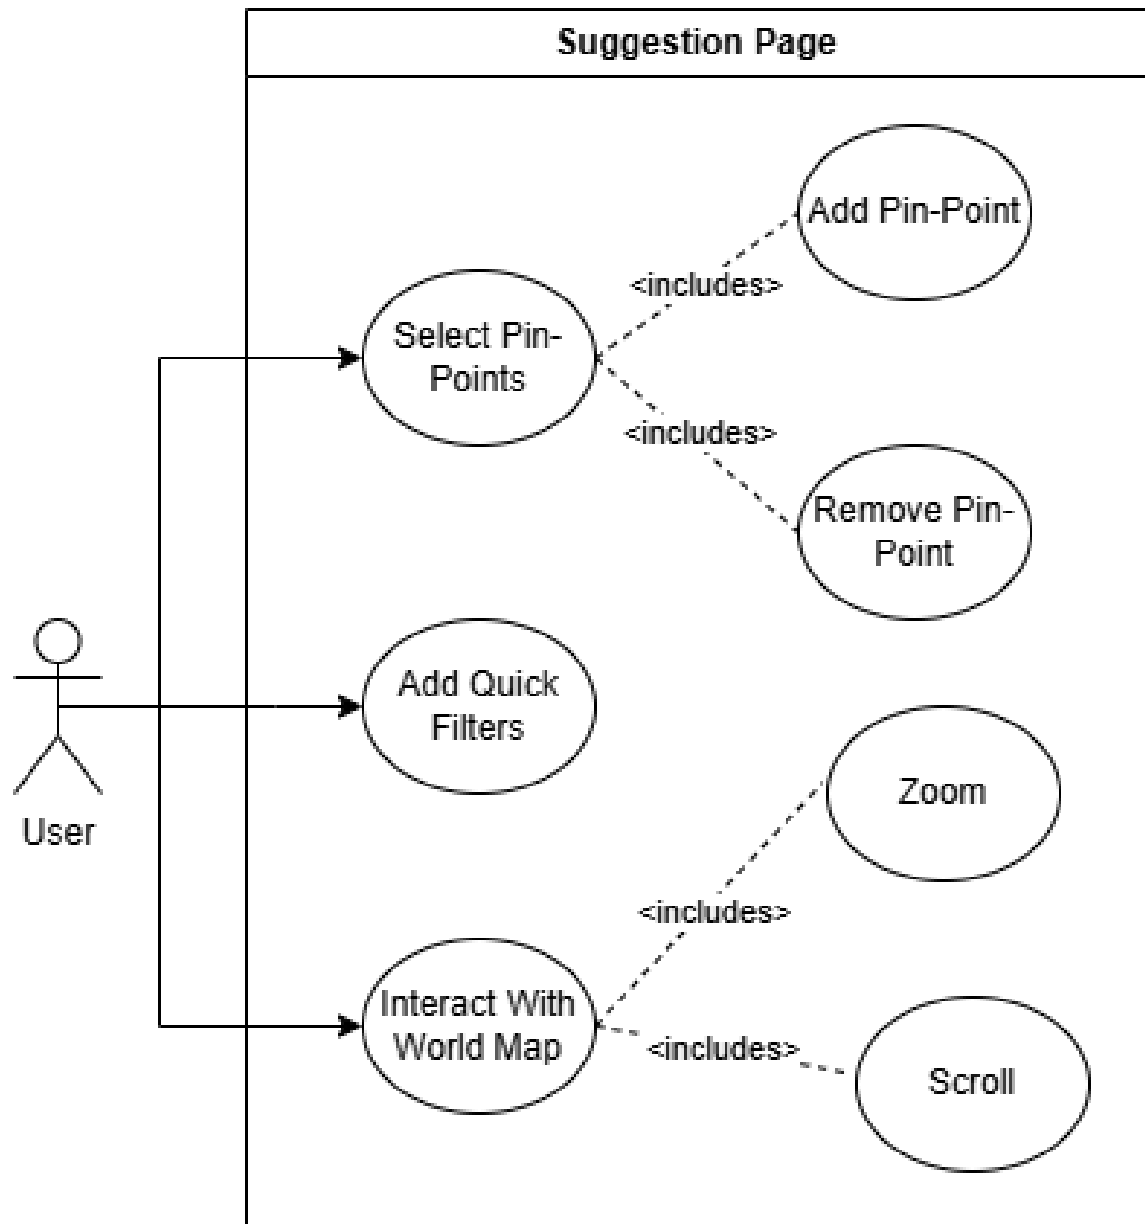 Suggestion Page
Add Pin-Point
<includes>
Select Pin-
Points
<includes>
Remove Pin-
Point
Add Quick
Filters
Zoom
User
<includes>
Interact With
World Map
<includes>
Scroll